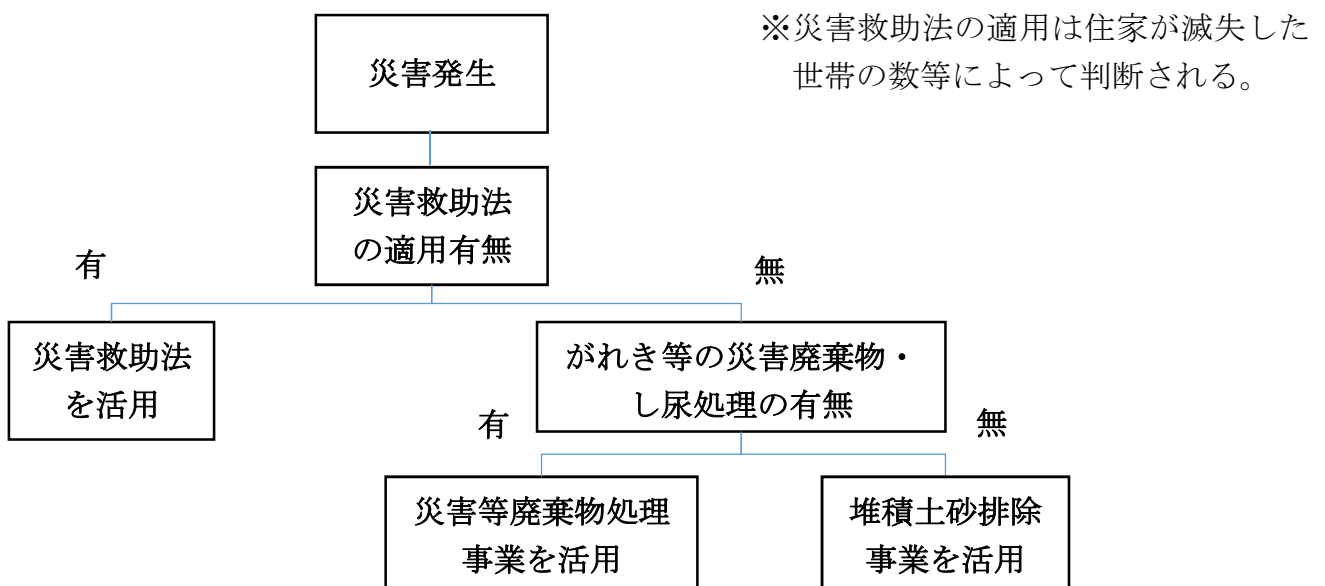 災害発生
※災害救助法の適用は住家が滅失した
世帯の数等によって判断される。
災害救助法
の適用有無
有
無
災害救助法
を活用
がれき等の災害廃棄物・
し尿処理の有無
有
無
災害等廃棄物処理
事業を活用
堆積土砂排除
事業を活用